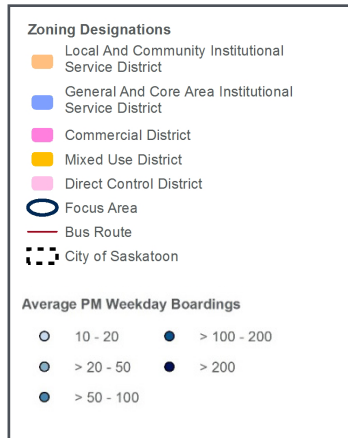 Zoning Designations
Local And Community Institutional
Service District
General And Core Area Institutional
Service District
Commercial District
Mixed Use District
Direct Control District
Focus Area
Bus Route
City of Saskatoon
Average PM Weekday Boardings
10 - 20
> 20 - 50
> 50 - 100
> 100 - 200
> 200